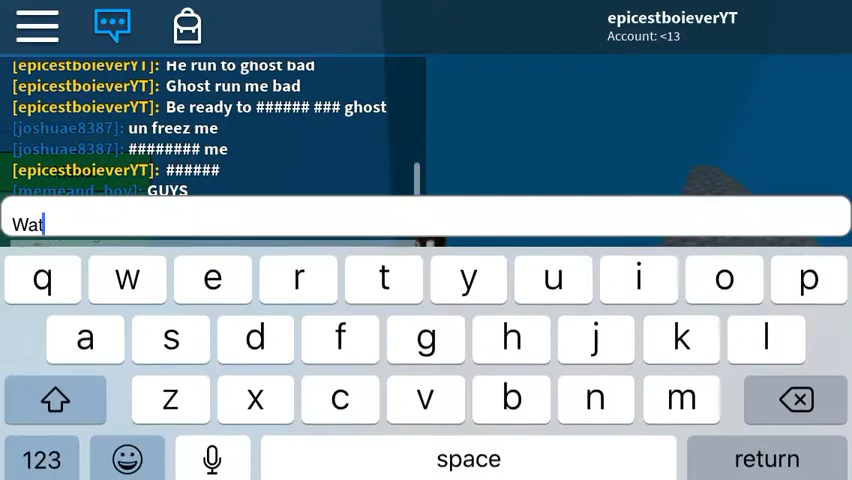 epicestboieverYT
Account: <13
[epicestboieverYT]: He run to ghost bad
[epicestboieverYT]: Ghost run me bad
[epicestboieverYT]: Be ready to ###### ### ghost
[joshuae8387]: un freez me
[joshuae8387]: ######## me
[epicestboieverYT]: ######
[memeand_boy]: GUYS
Wat
q w e r t y u i o p
a s d f g h j k l
z x c v b n m
123 space return